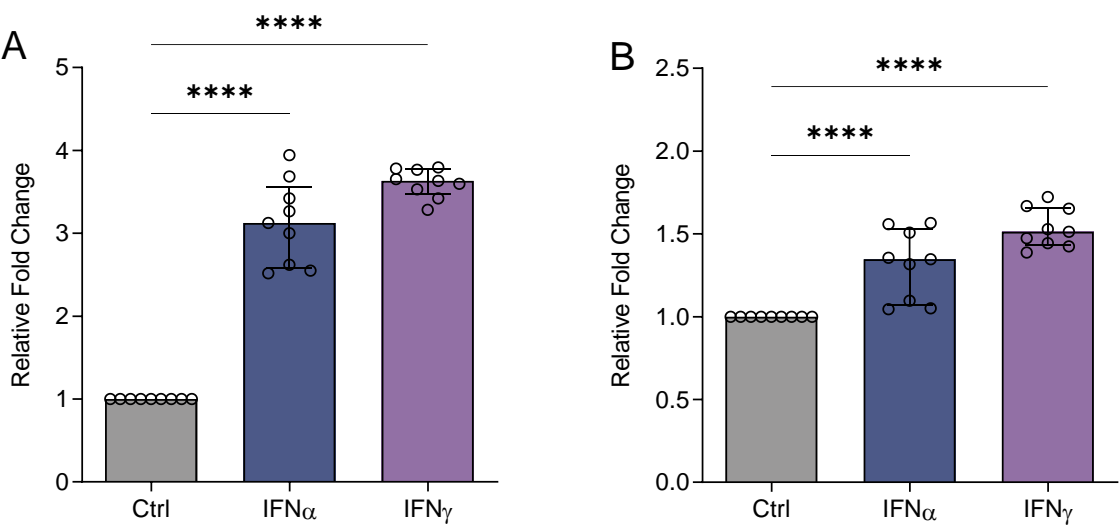 A
****
****
5
4
3
2
1
0
Relative Fold Change
Ctrl
IFNα
IFNγ
B
****
****
2.5
2.0
1.5
1.0
0.5
0.0
Relative Fold Change
Ctrl
IFNα
IFNγ